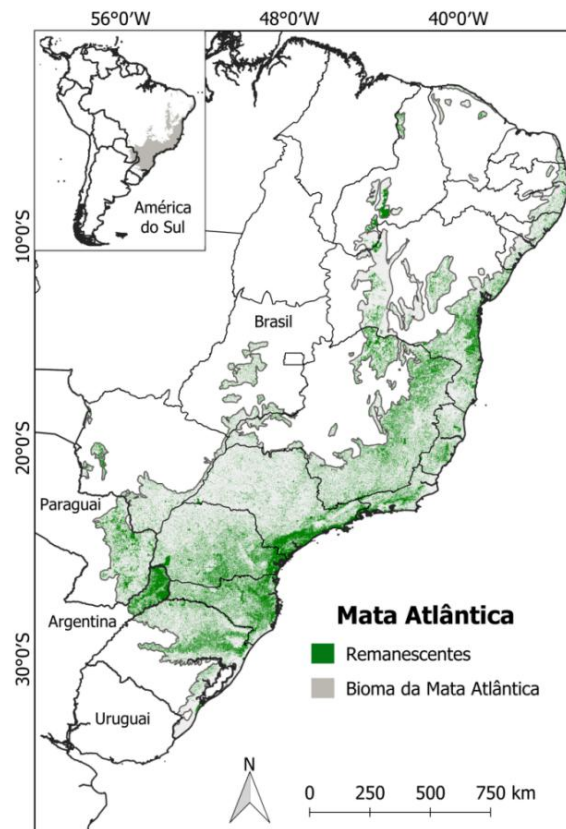 56°0'W
48°0'W
40°0'W
América
do Sul
10°0'S
Brasil
20°0'S
Paraguai
Mata Atlântica
Argentina
Remanescentes
30°0'S
Bioma da Mata Atlântica
Uruguai
N
0 250 500 750 km